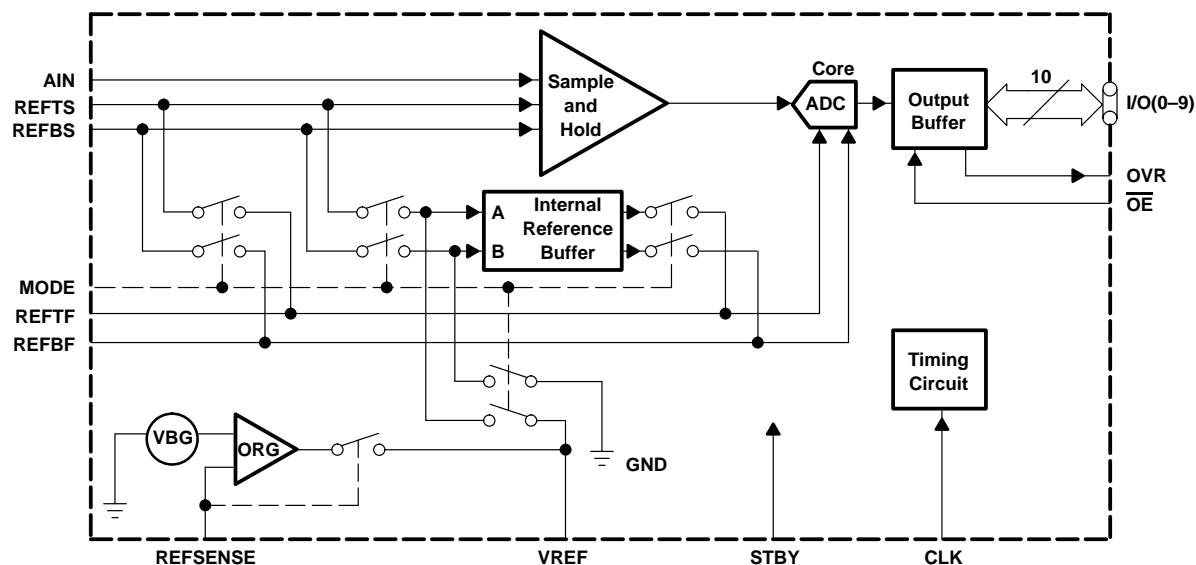 AIN
REFTS
REFBS
Sample
and
Hold
Core
ADC
Output
Buffer
10
I/O(0–9)
OVR
OE
A
B
Internal
Reference
Buffer
MODE
REFTF
REFBF
Timing
Circuit
VBG
ORG
GND
REFSENSE
VREF
STBY
CLK